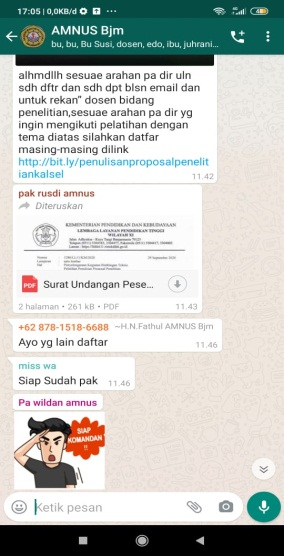 17:05 | 0,0KB/d
AMNUS Bjm
bu, bu, Bu Susi, dosen, edo, ibu, juhrani...
alhmdllh sesuae arahan pa dir uln
sdh dftr dan sdh dpt blsn email dan
untuk rekan” dosen bidang
penelitian,sesuae arahan pa dir yg
ingin mengikuti pelatihan dengan
tema diatas silahkan datfar
masing-masing dilink
http://bit.ly/penulisanproposalpenelit
iankalsel
11.42
pak rusdi amnus
Diteruskan
KEMENTERIAN PENDIDIKAN DAN KEBUDAYAAN
LEMBAGA LAYANAN PENDIDIKAN TINGGI
WILAYAH XI
PDF Surat Undangan Pese...
2 halaman • 261 kB • PDF 11.43
+62 878-1518-6688 ~H.N.Fathul AMNUS Bjm
Ayo yg lain daftar 11.46
miss wa
Siap Sudah pak 11.46
Pa wildan amnus
SIAP
KOMANDAN
Ketik pesan